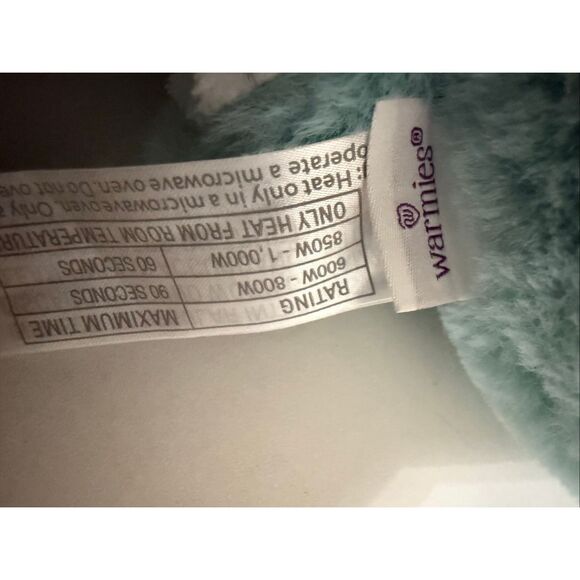 warmies®
RATING MAXIMUM TIME
600W - 800W 90 SECONDS
850W - 1,000W 60 SECONDS
ONLY HEAT FROM ROOM TEMPERATUR
: Heat only in a microwave oven. Only a
operate a microwave oven. Do not ove